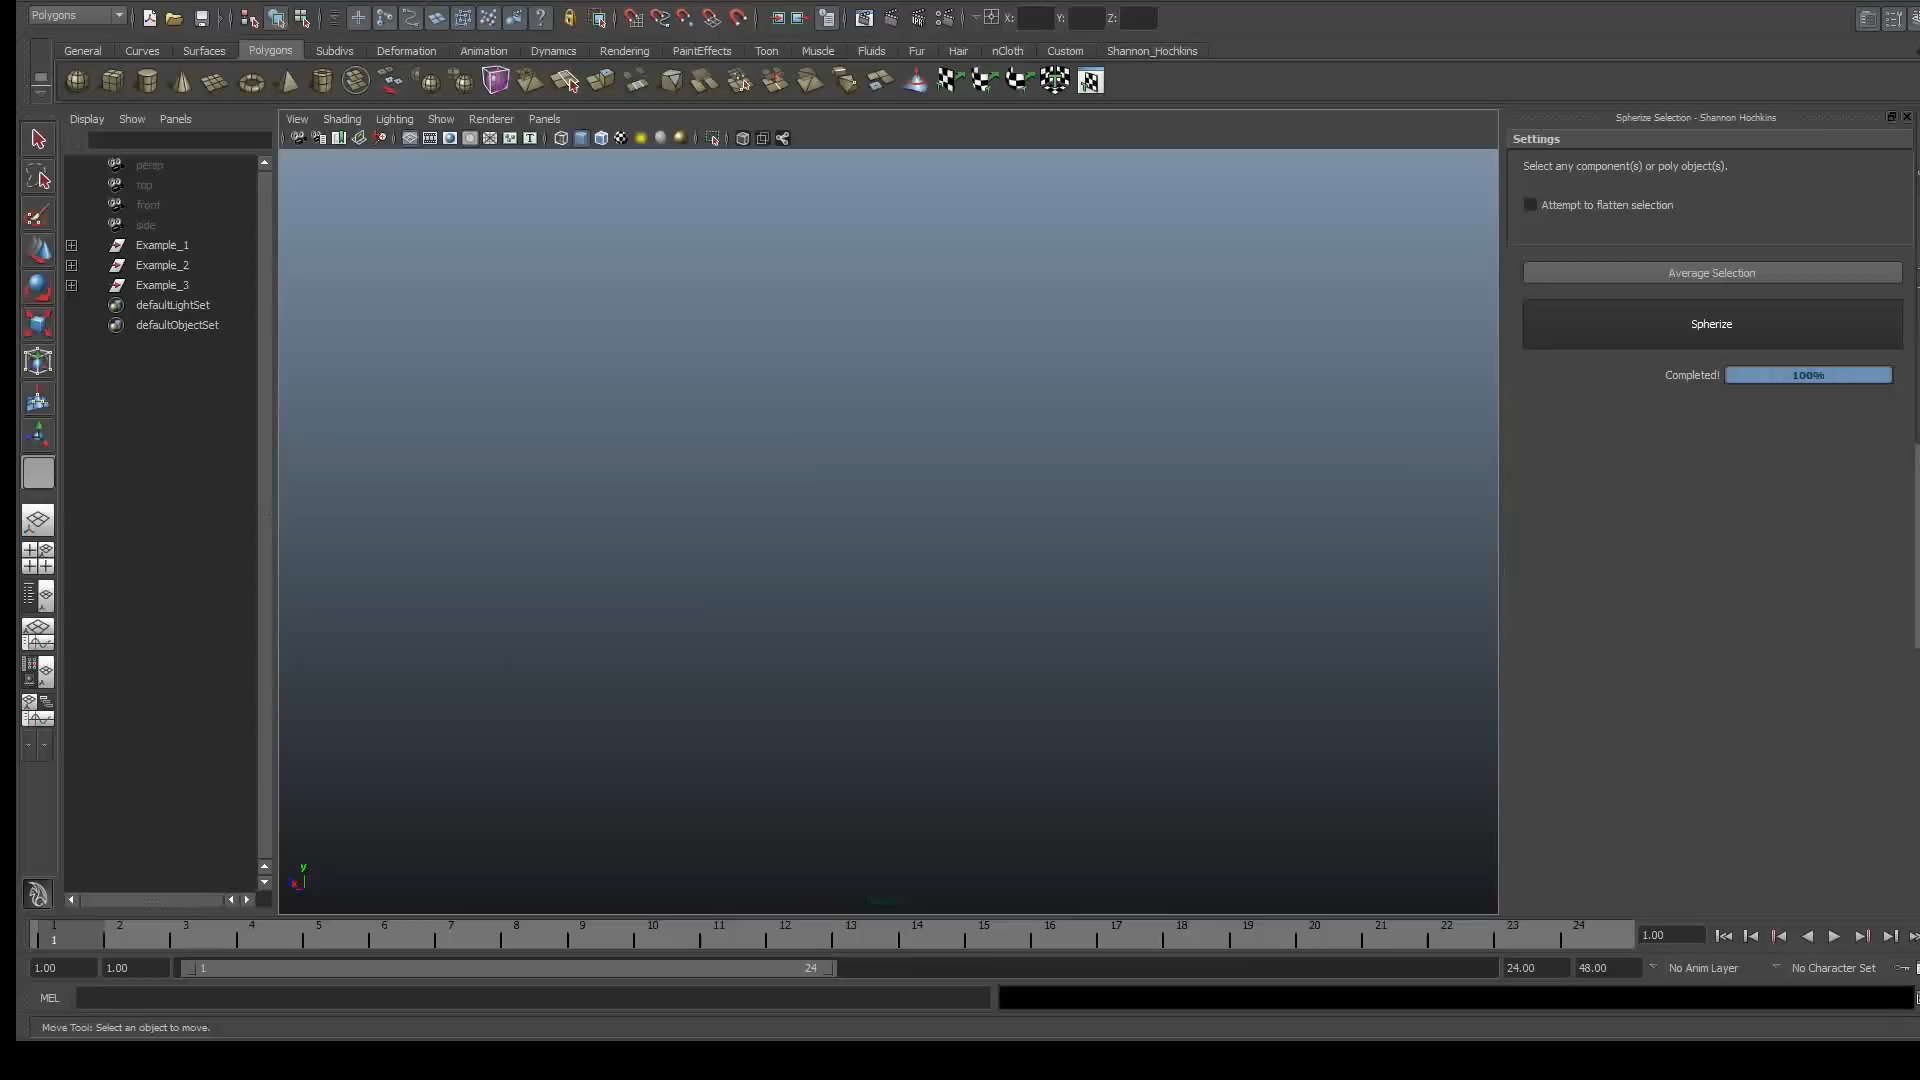 Polygons X: Y: Z:
General Curves Surfaces Polygons Subdivs Deformation Animation Dynamics Rendering PaintEffects Toon Muscle Fluids Fur Hair nCloth Custom Shannon_Hochkins
Display Show Panels
View Shading Lighting Show Renderer Panels
persp
top
front
side
Example_1
Example_2
Example_3
defaultLightSet
defaultObjectSet
y
x
Spherize Selection - Shannon Hochkins
Settings
Select any component(s) or poly object(s).
Attempt to flatten selection
Average Selection
Spherize
Completed! 100%
1 2 3 4 5 6 7 8 9 10 11 12 13 14 15 16 17 18 19 20 21 22 23 24
1
1.00
1.00 1.00 1 24 24.00 48.00 No Anim Layer No Character Set
MEL
Move Tool: Select an object to move.